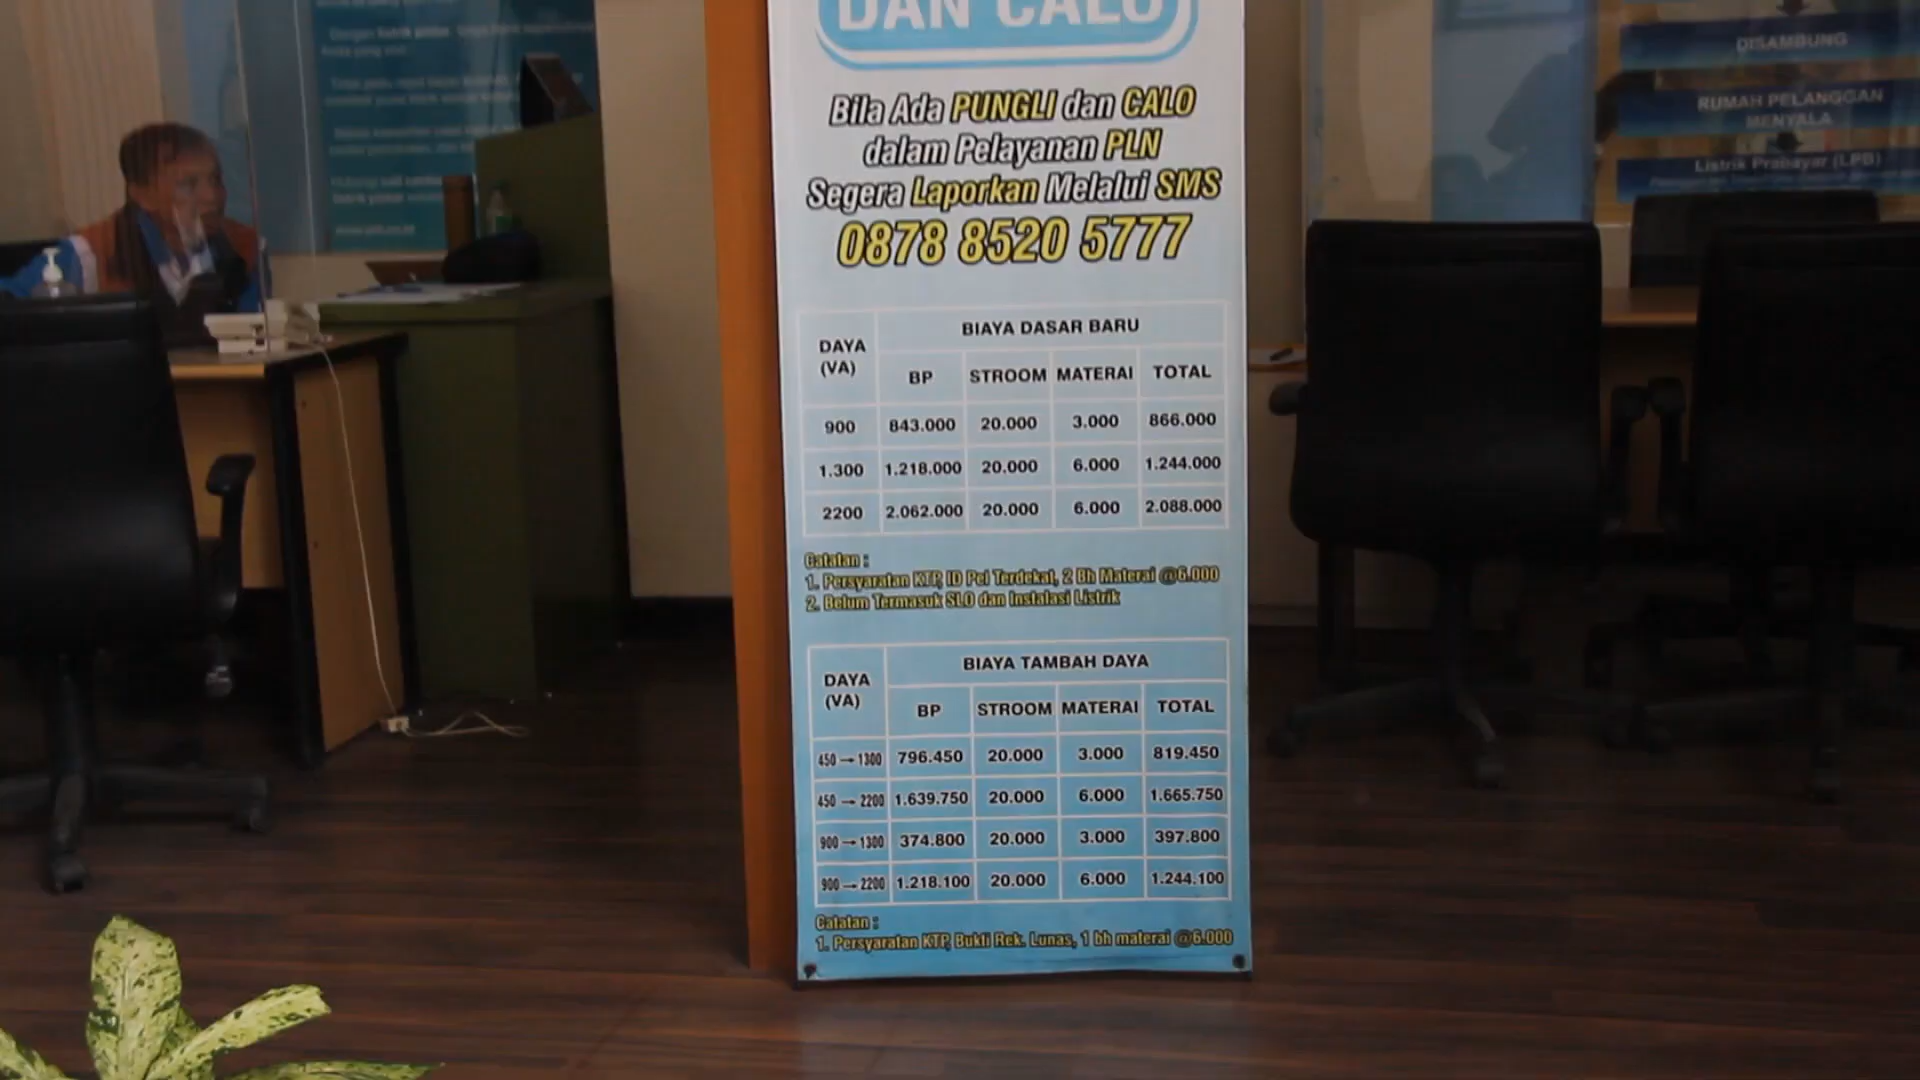 DAN CALO
Bila Ada PUNGLI dan CALO
dalam Pelayanan PLN
Segera Laporkan Melalui SMS
0878 8520 5777
DAYA (VA) BIAYA DASAR BARU
BP STROOM MATERAI TOTAL
900 843.000 20.000 3.000 866.000
1.300 1.218.000 20.000 6.000 1.244.000
2200 2.062.000 20.000 6.000 2.088.000
Catatan :
1. Persyaratan KTP, ID Pel Terdekat, 2 Bh Materai @6.000
2. Belum Termasuk SLO dan Instalasi Listrik
DAYA (VA) BIAYA TAMBAH DAYA
BP STROOM MATERAI TOTAL
450 → 1300 796.450 20.000 3.000 819.450
450 → 2200 1.639.750 20.000 6.000 1.665.750
900 → 1300 374.800 20.000 3.000 397.800
900 → 2200 1.218.100 20.000 6.000 1.244.100
Catatan :
1. Persyaratan KTP, Bukti Rek. Lunas, 1 bh materai @6.000
DISAMBUNG
RUMAH PELANGGAN
MENYALA
Listrik Prabayar (LPB)